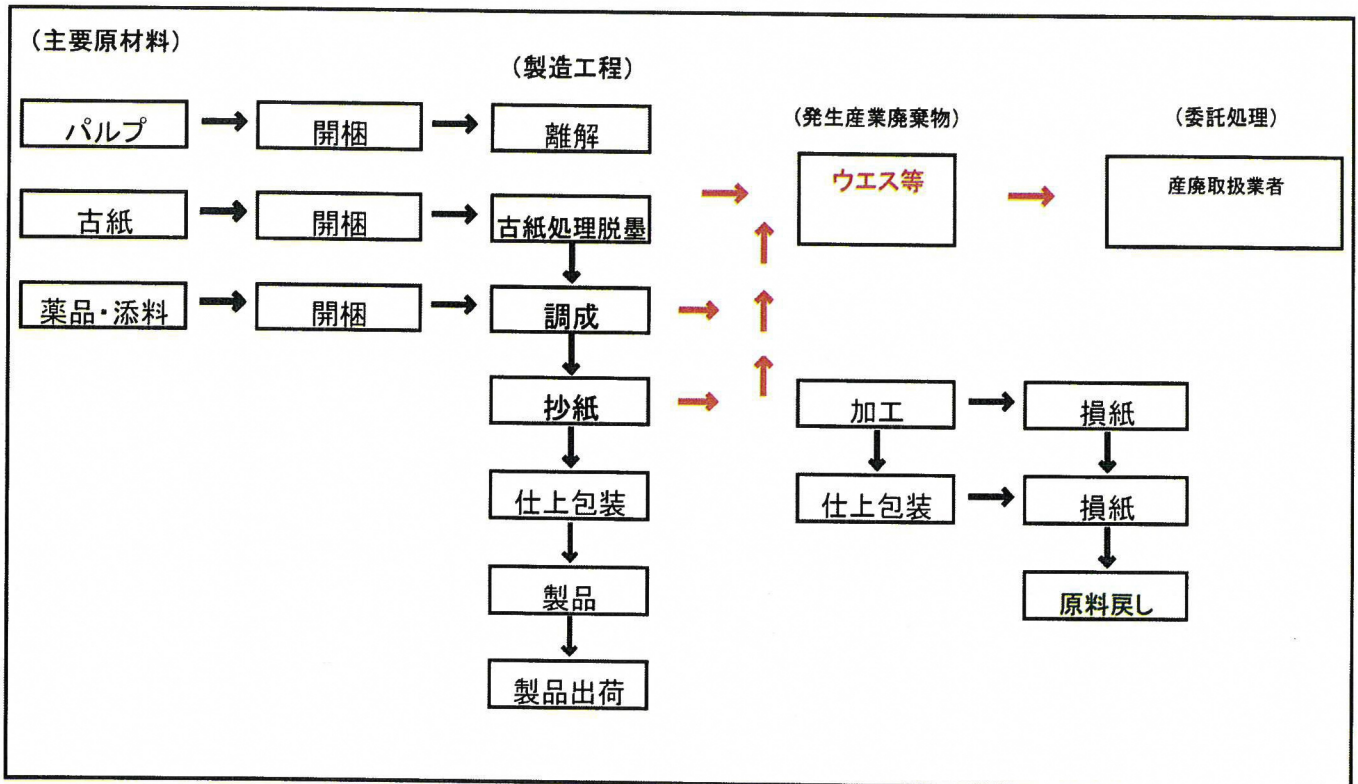 (主要原材料)
(製造工程)
(発生産業廃棄物)
(委託処理)
パルプ
開梱
離解
ウエス等
産廃取扱業者
古紙
開梱
古紙処理脱墨
薬品・添料
開梱
調成
抄紙
加工
損紙
仕上包装
仕上包装
損紙
製品
原料戻し
製品出荷